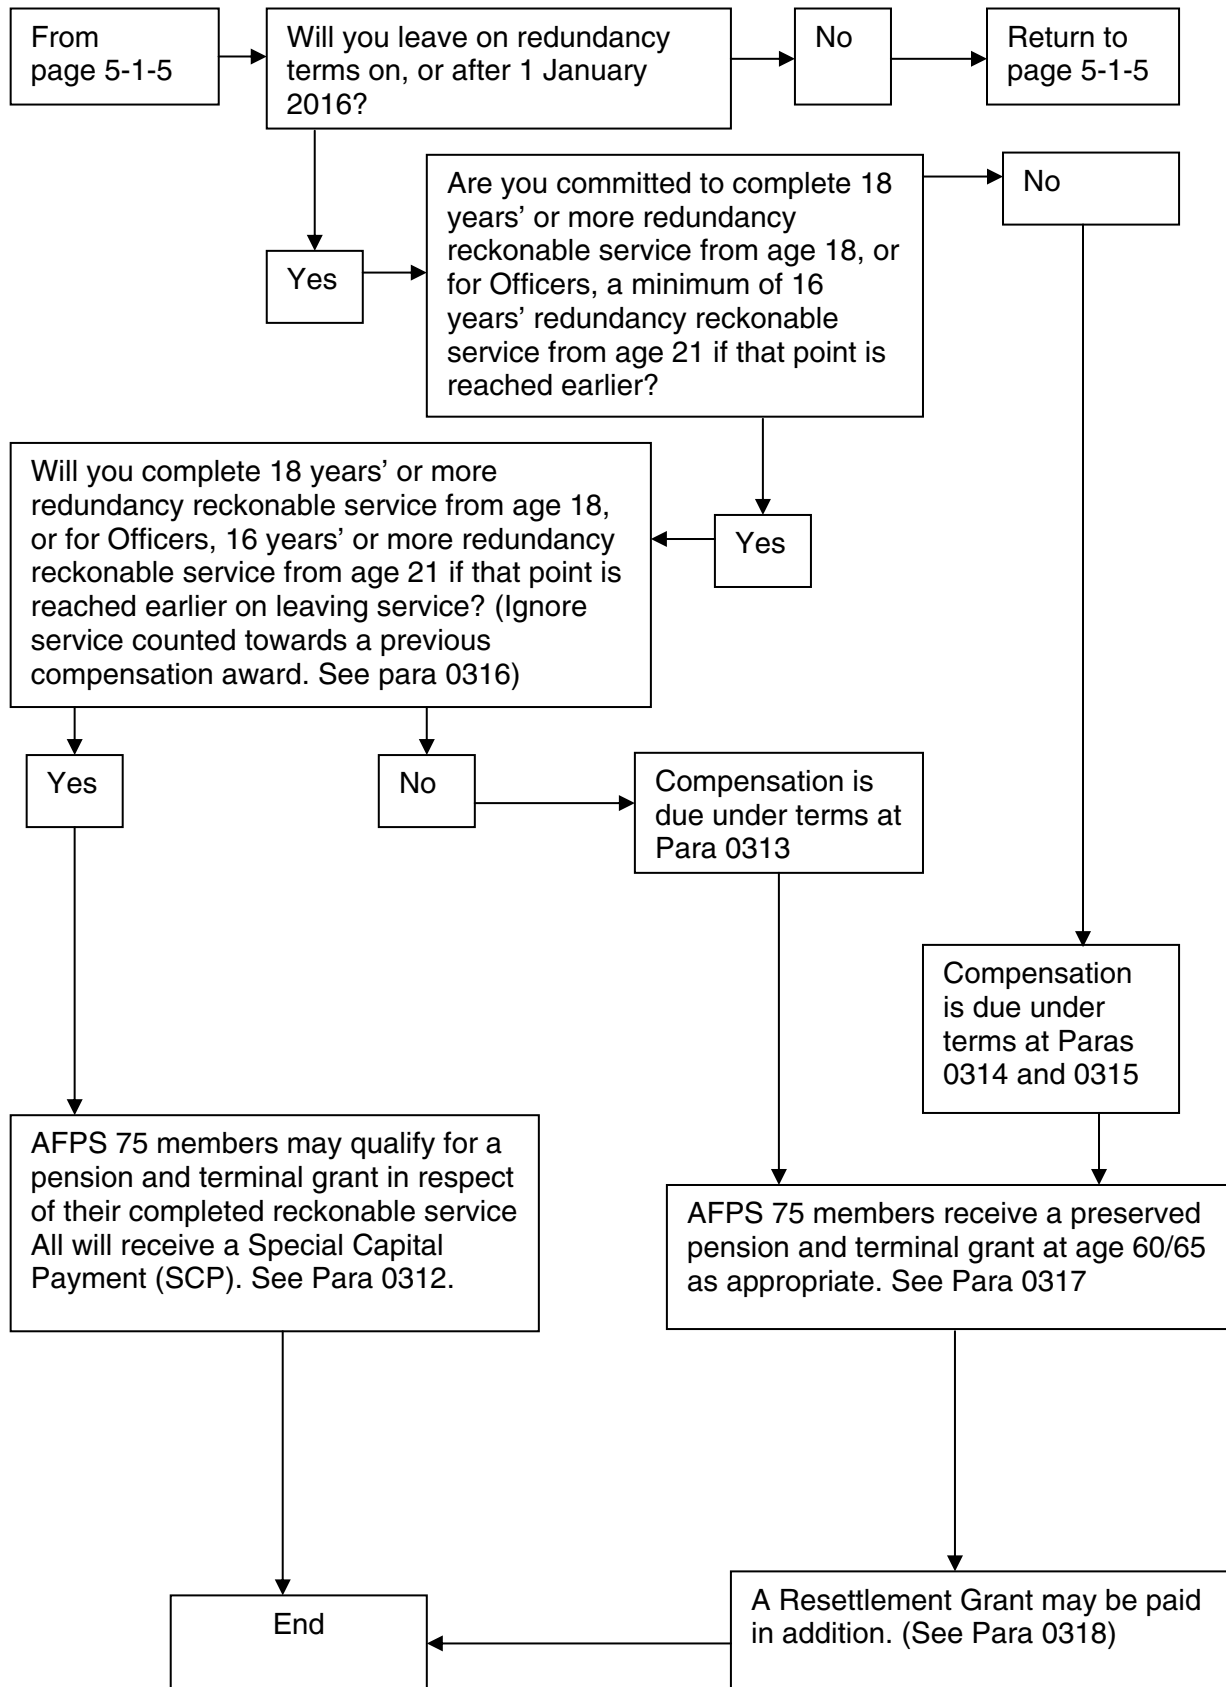 From
page 5-1-5
Will you leave on redundancy
terms on, or after 1 January
2016?
No
Return to
page 5-1-5
Are you committed to complete 18
years’ or more redundancy
reckonable service from age 18, or
for Officers, a minimum of 16
years’ redundancy reckonable
service from age 21 if that point is
reached earlier?
No
Yes
Will you complete 18 years’ or more
redundancy reckonable service from age 18,
or for Officers, 16 years’ or more redundancy
reckonable service from age 21 if that point is
reached earlier on leaving service? (Ignore
service counted towards a previous
compensation award. See para 0316)
Yes
Yes
No
Compensation is
due under terms at
Para 0313
Compensation
is due under
terms at Paras
0314 and 0315
AFPS 75 members may qualify for a
pension and terminal grant in respect
of their completed reckonable service
All will receive a Special Capital
Payment (SCP). See Para 0312.
AFPS 75 members receive a preserved
pension and terminal grant at age 60/65
as appropriate. See Para 0317
A Resettlement Grant may be paid
in addition. (See Para 0318)
End